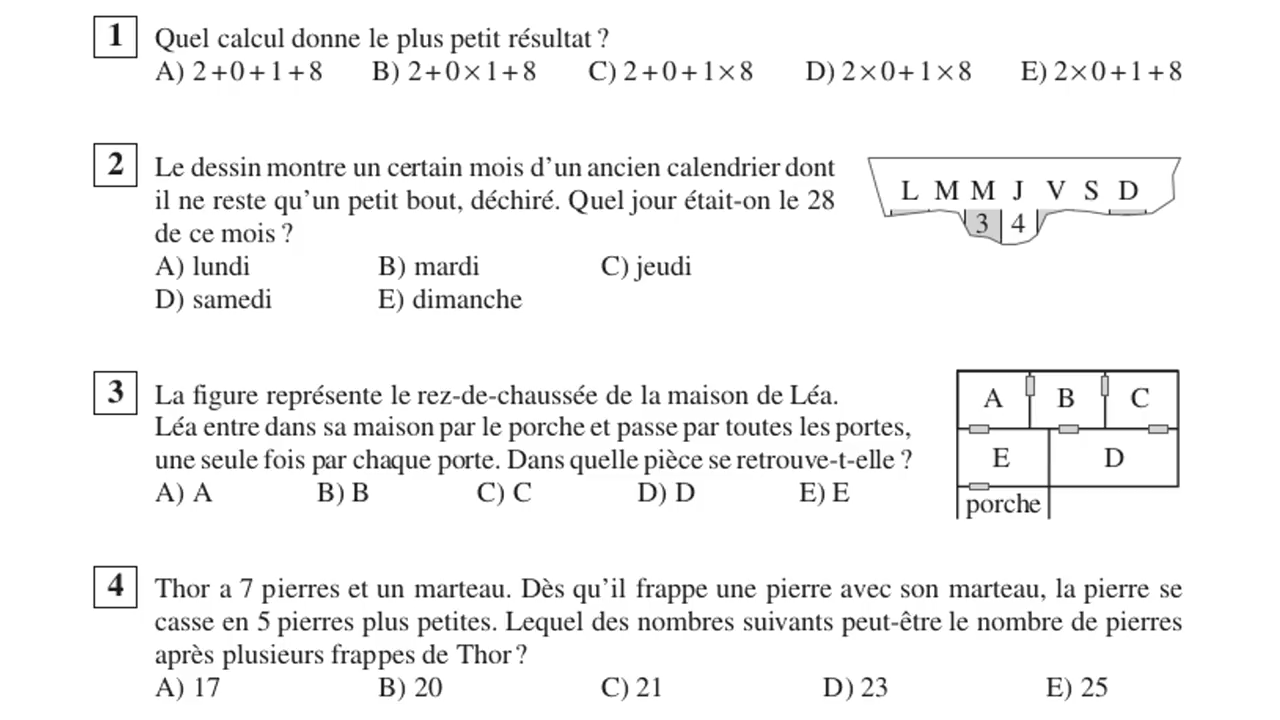 1 Quel calcul donne le plus petit résultat ?
A) 2+0+1+8 B) 2+0×1+8 C) 2+0+1×8 D) 2×0+1×8 E) 2×0+1+8
2 Le dessin montre un certain mois d’un ancien calendrier dont
il ne reste qu’un petit bout, déchiré. Quel jour était-on le 28
de ce mois ?
A) lundi B) mardi C) jeudi
D) samedi E) dimanche
L M M J V S D
3 4
3 La figure représente le rez-de-chaussée de la maison de Léa.
Léa entre dans sa maison par le porche et passe par toutes les portes,
une seule fois par chaque porte. Dans quelle pièce se retrouve-t-elle ?
A) A B) B C) C D) D E) E
A B C
E D
porche
4 Thor a 7 pierres et un marteau. Dès qu’il frappe une pierre avec son marteau, la pierre se
casse en 5 pierres plus petites. Lequel des nombres suivants peut-être le nombre de pierres
après plusieurs frappes de Thor ?
A) 17 B) 20 C) 21 D) 23 E) 25